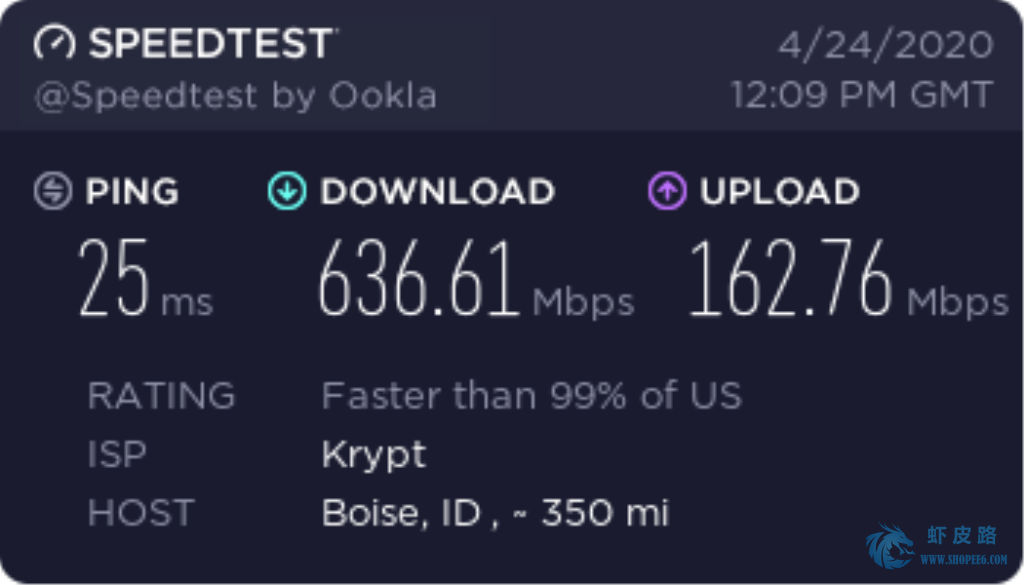 SPEEDTEST
@Speedtest by Ookla
4/24/2020
12:09 PM GMT
PING
25 ms
DOWNLOAD
636.61 Mbps
UPLOAD
162.76 Mbps
RATING Faster than 99% of US
ISP Krypt
HOST Boise, ID , ~ 350 mi
虾皮路
WWW.SHOPEE6.COM